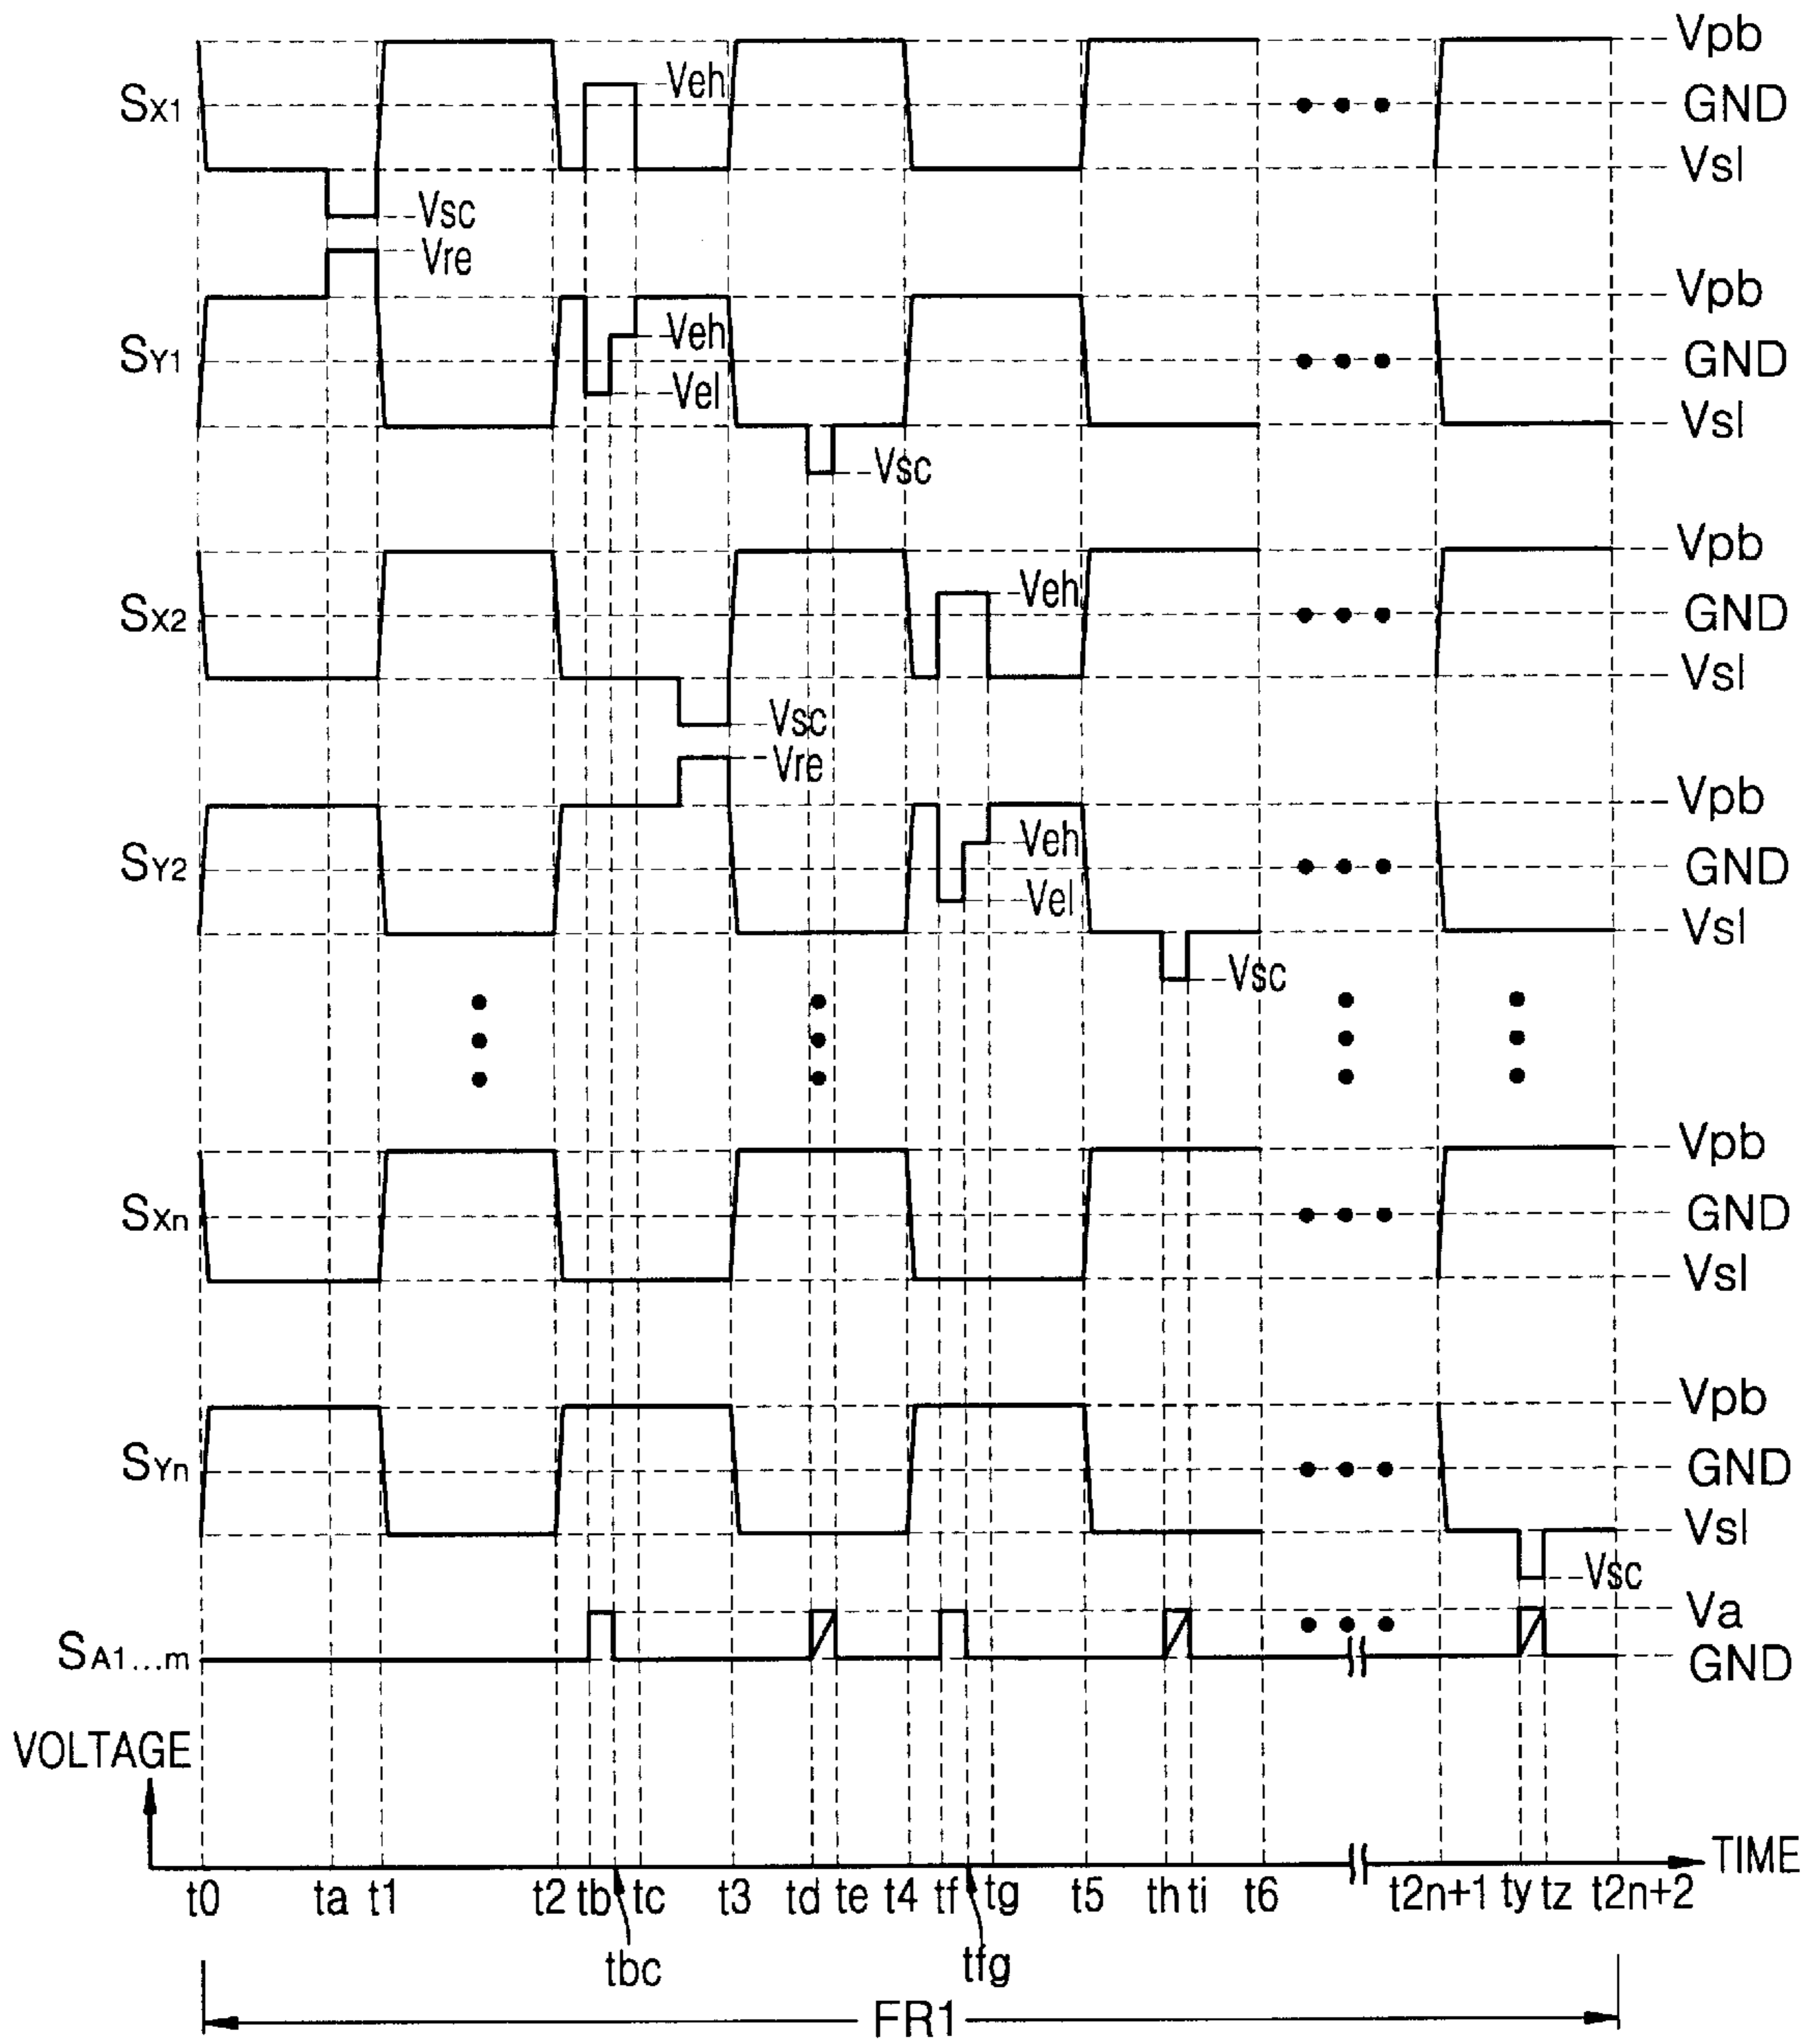 Vpb
Veh
SX1
GND
Vsl
Vsc
Vre
Vpb
Veh
SY1
GND
Vel
Vsl
Vsc
Vpb
Veh
SX2
GND
Vsl
Vsc
Vre
Vpb
Veh
SY2
GND
Vel
Vsl
Vsc
Vpb
SXn
GND
Vsl
Vpb
SYn
GND
Vsl
Vsc
Va
SA1...m
GND
VOLTAGE
TIME
t0 ta t1 t2 tb tc t3 td te t4 tf tg t5 th ti t6 t2n+1 ty tz t2n+2
tbc tfg
FR1